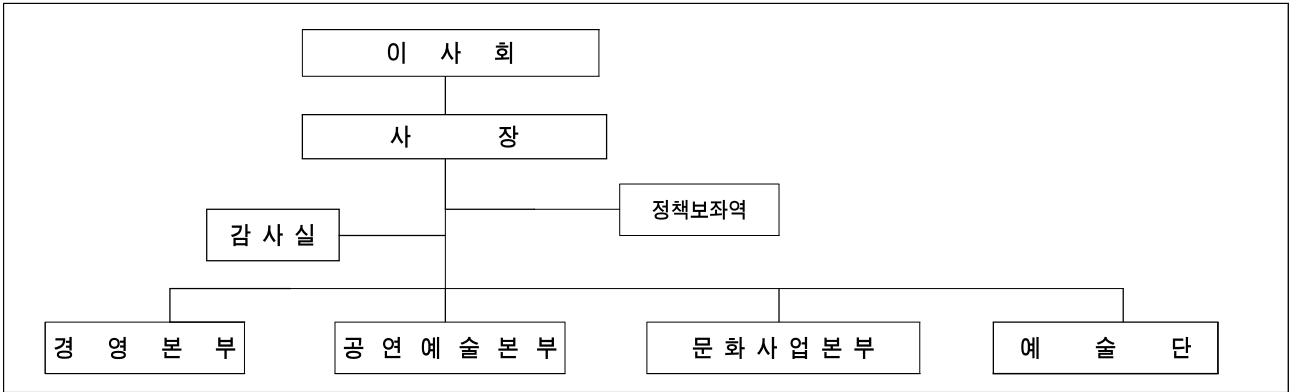 이 사 회
사 장
정책보좌역
감 사 실
경 영 본 부
공 연 예 술 본 부
문 화 사 업 본 부
예 술 단